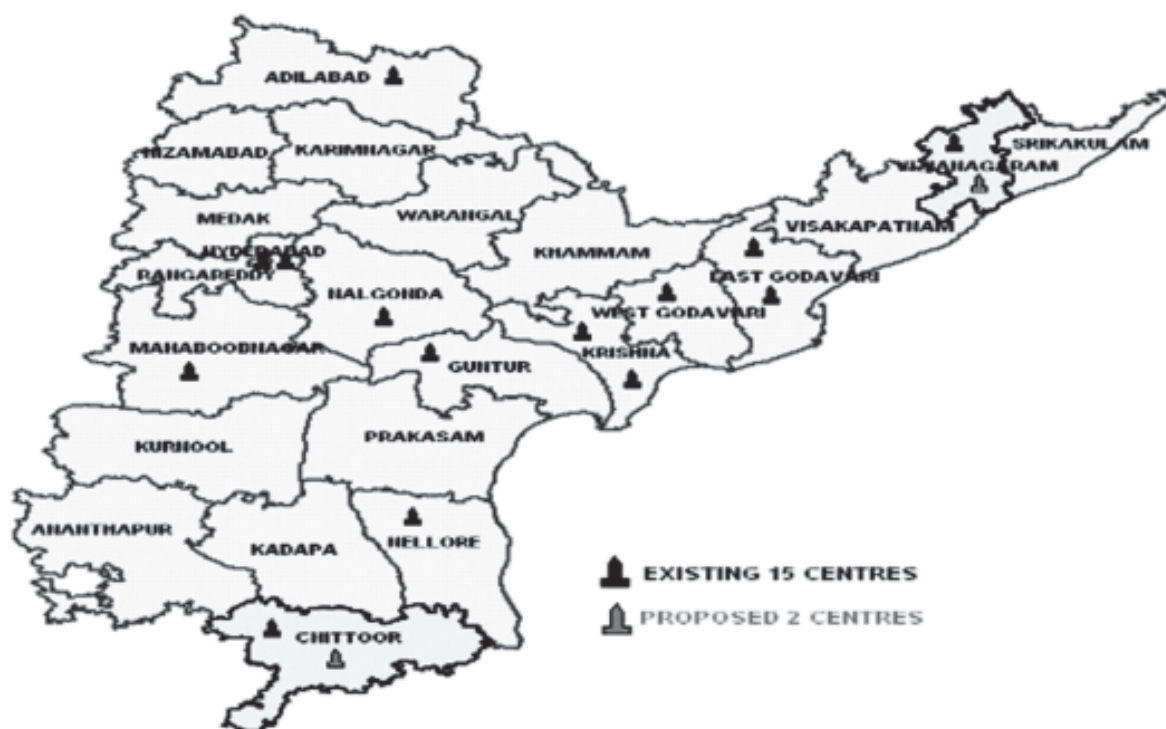 ADILABAD
NIZAMABAD
KARIMNAGAR
SRIKAKULAM
VIJIANAGARAM
MEDAK
WARANGAL
VISAKAPATNAM
HYDERABAD
KHAMMAM
RANGAREDDY
EAST GODAVARI
NALGONDA
WEST GODAVARI
MAHABOOBNAGAR
KRISHNA
GUNTUR
KURNOOL
PRAKASAM
ANANTHAPUR
KADAPA
NELLORE
EXISTING 15 CENTRES
PROPOSED 2 CENTRES
CHITTOOR